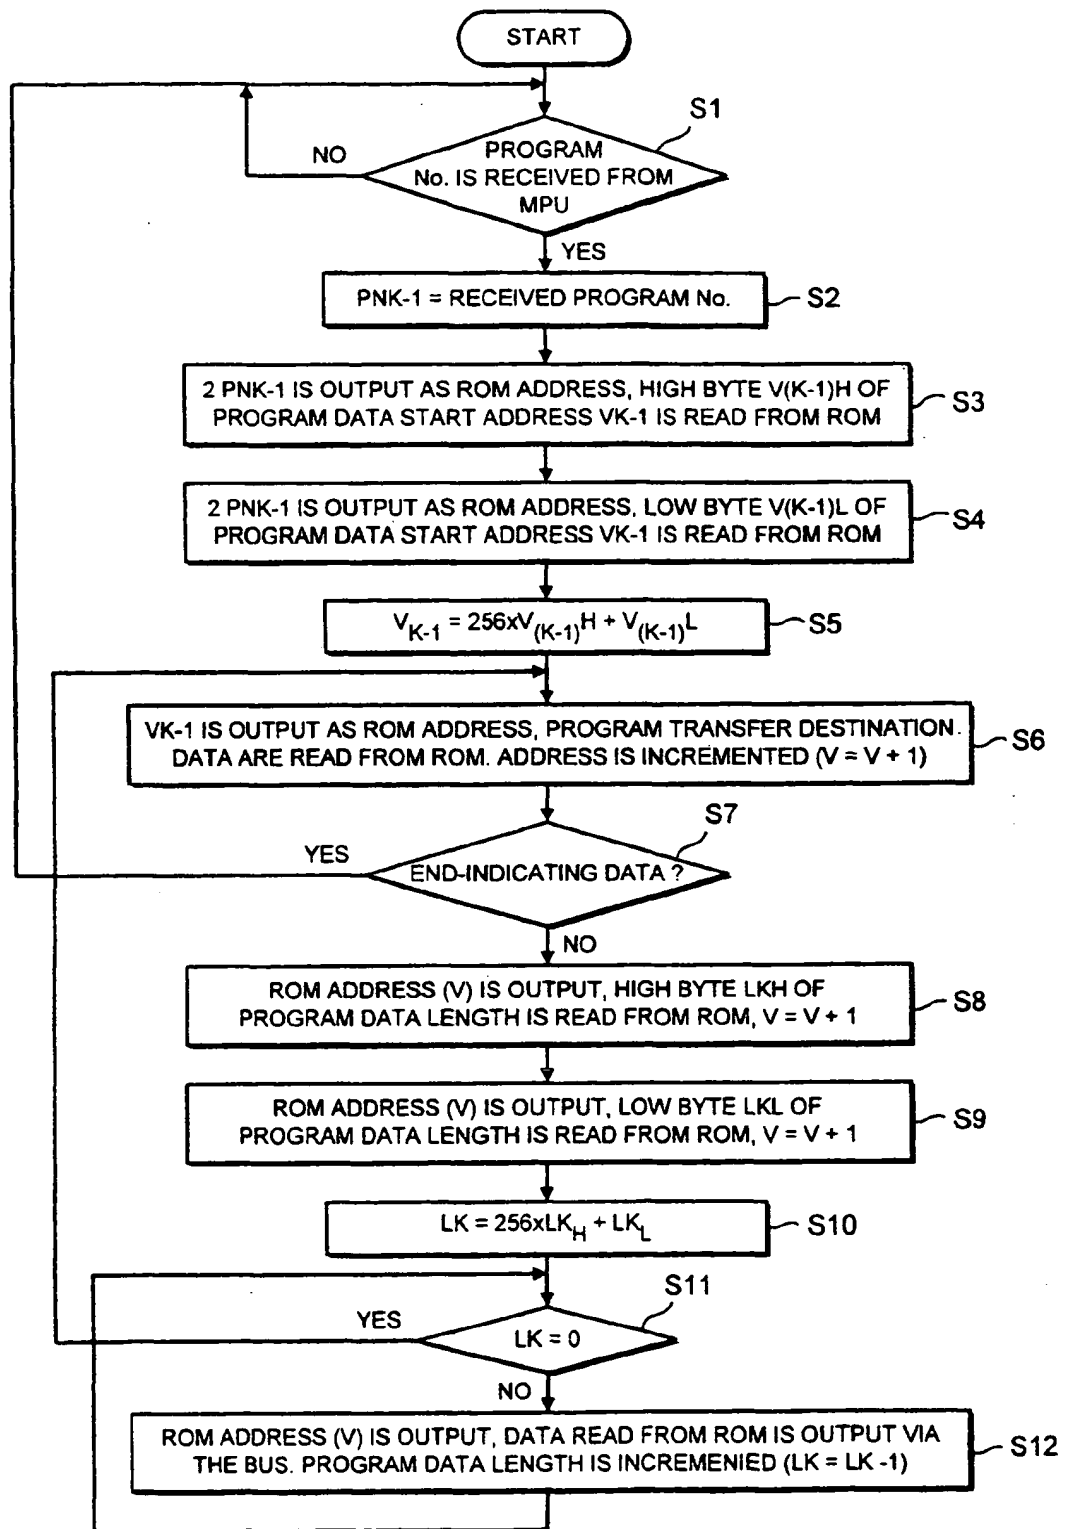 START
S1
NO
PROGRAM
No. IS RECEIVED FROM
MPU
YES
PNK-1 = RECEIVED PROGRAM No.
S2
2 PNK-1 IS OUTPUT AS ROM ADDRESS, HIGH BYTE V(K-1)H OF
PROGRAM DATA START ADDRESS VK-1 IS READ FROM ROM
S3
2 PNK-1 IS OUTPUT AS ROM ADDRESS, LOW BYTE V(K-1)L OF
PROGRAM DATA START ADDRESS VK-1 IS READ FROM ROM
S4
V_{K-1} = 256xV_{(K-1)}H + V_{(K-1)}L
S5
VK-1 IS OUTPUT AS ROM ADDRESS, PROGRAM TRANSFER DESTINATION
DATA ARE READ FROM ROM. ADDRESS IS INCREMENTED (V = V + 1)
S6
S7
YES
END-INDICATING DATA ?
NO
ROM ADDRESS (V) IS OUTPUT, HIGH BYTE LKH OF
PROGRAM DATA LENGTH IS READ FROM ROM, V = V + 1
S8
ROM ADDRESS (V) IS OUTPUT, LOW BYTE LKL OF
PROGRAM DATA LENGTH IS READ FROM ROM, V = V + 1
S9
LK = 256xLK_H + LK_L
S10
S11
YES
LK = 0
NO
ROM ADDRESS (V) IS OUTPUT, DATA READ FROM ROM IS OUTPUT VIA
THE BUS. PROGRAM DATA LENGTH IS INCREMENIED (LK = LK -1)
S12